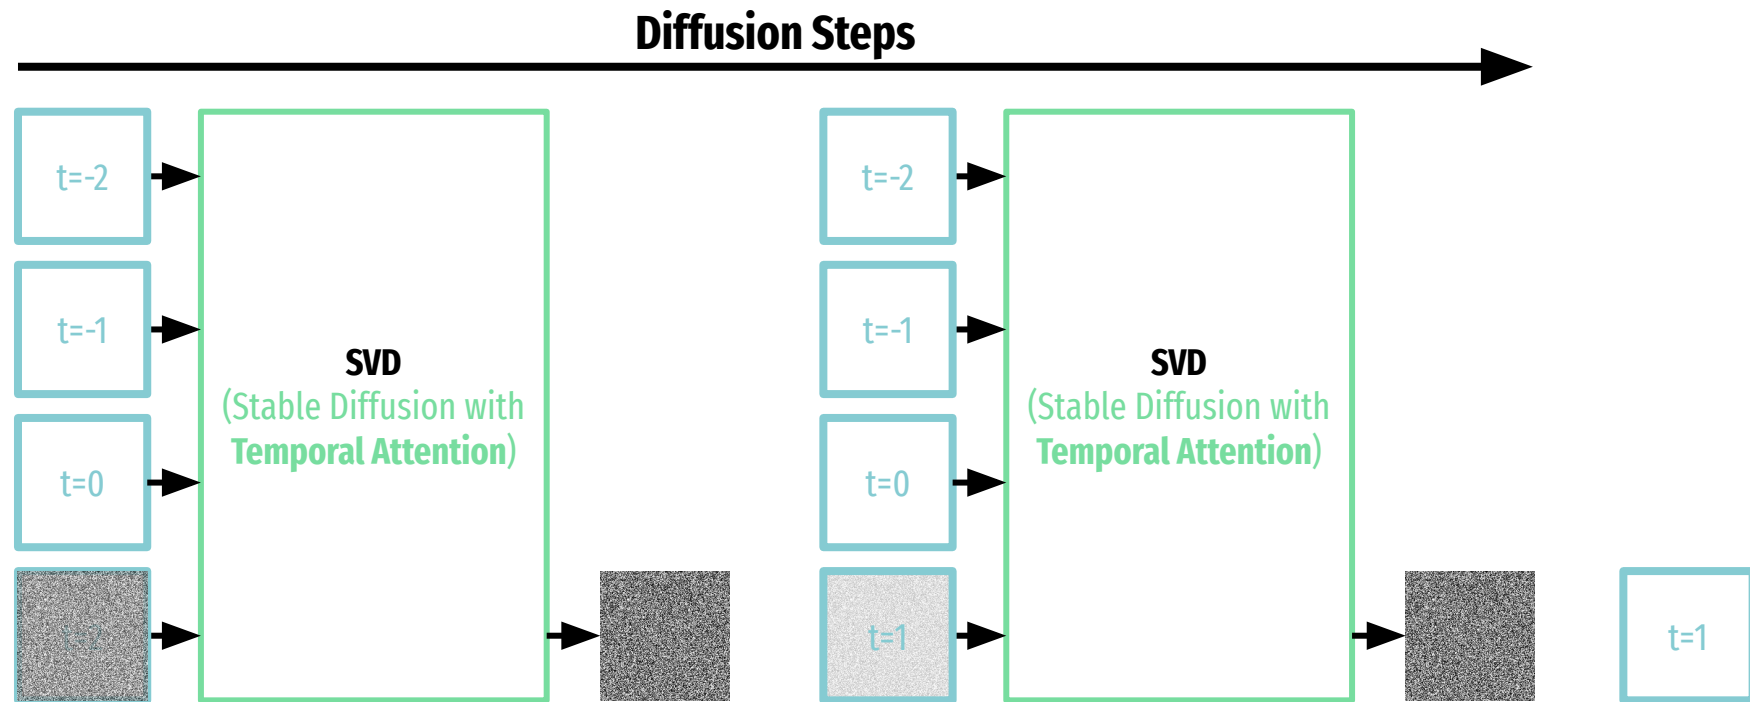 Diffusion Steps
t=-2
t=-1
t=0
SVD
(Stable Diffusion with
Temporal Attention)
t=-2
t=-1
t=0
t=1
SVD
(Stable Diffusion with
Temporal Attention)
t=1